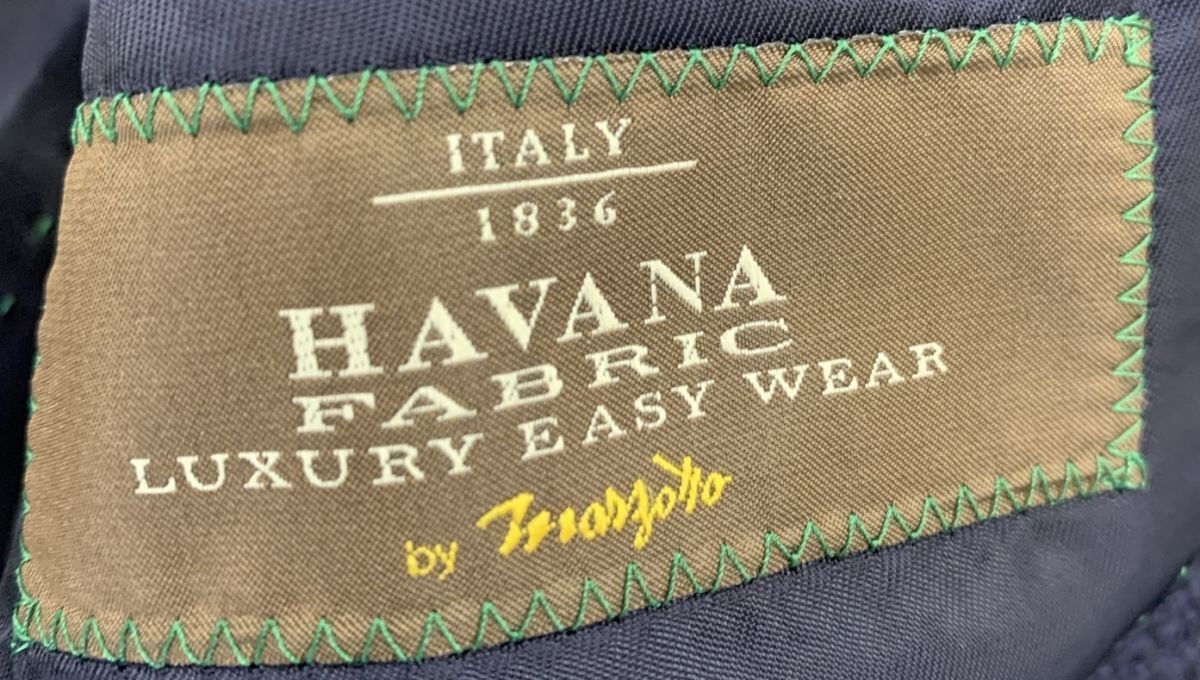 ITALY
1836
HAVANA
FABRIC
LUXURY EASY WEAR
by Marzotto